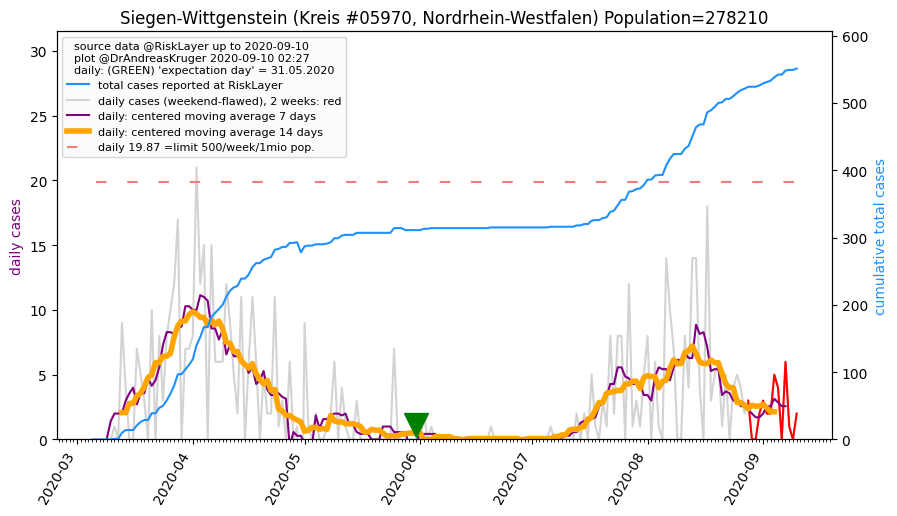 Siegen-Wittgenstein (Kreis #05970, Nordrhein-Westfalen) Population=278210
source data @RiskLayer up to 2020-09-10
plot @DrAndreasKruger 2020-09-10 02:27
daily: (GREEN) 'expectation day' = 31.05.2020
total cases reported at RiskLayer
daily cases (weekend-flawed), 2 weeks: red
daily: centered moving average 7 days
daily: centered moving average 14 days
daily 19.87 =limit 500/week/1mio pop.
daily cases
30
25
20
15
10
5
0
cumulative total cases
600
500
400
300
200
100
0
2020-03
2020-04
2020-05
2020-06
2020-07
2020-08
2020-09